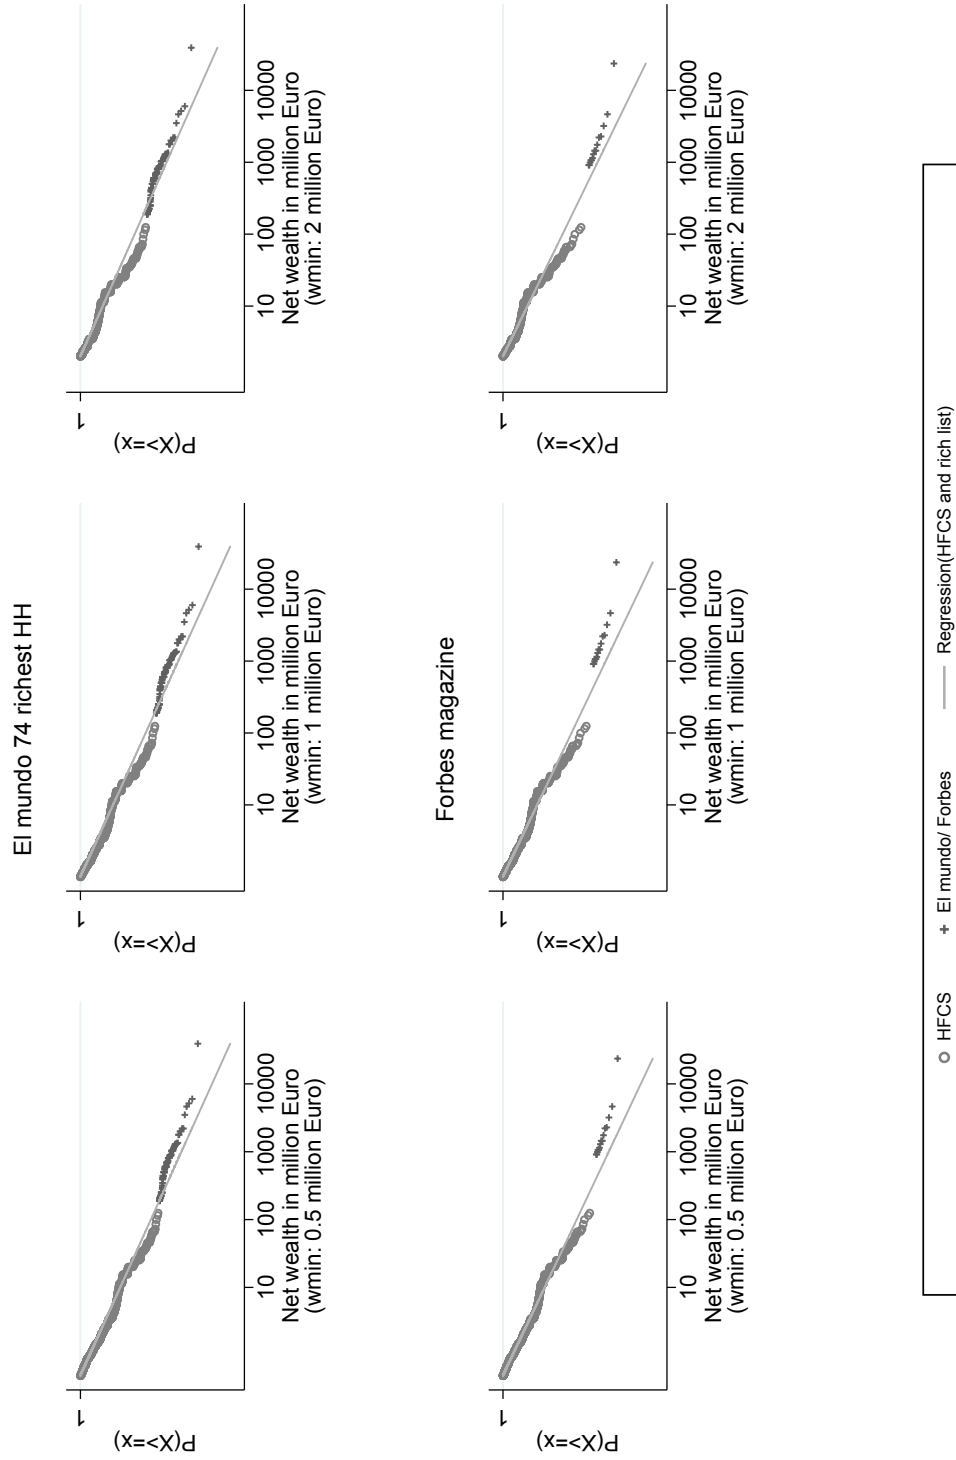 El mundo 74 richest HH
1
P(X>=x)
10 100 1000 10000
Net wealth in million Euro
(wmin: 0.5 million Euro)
1
P(X>=x)
10 100 1000 10000
Net wealth in million Euro
(wmin: 1 million Euro)
1
P(X>=x)
10 100 1000 10000
Net wealth in million Euro
(wmin: 2 million Euro)
Forbes magazine
1
P(X>=x)
10 100 1000 10000
Net wealth in million Euro
(wmin: 0.5 million Euro)
1
P(X>=x)
10 100 1000 10000
Net wealth in million Euro
(wmin: 1 million Euro)
1
P(X>=x)
10 100 1000 10000
Net wealth in million Euro
(wmin: 2 million Euro)
HFCS El mundo/ Forbes Regression(HFCS and rich list)